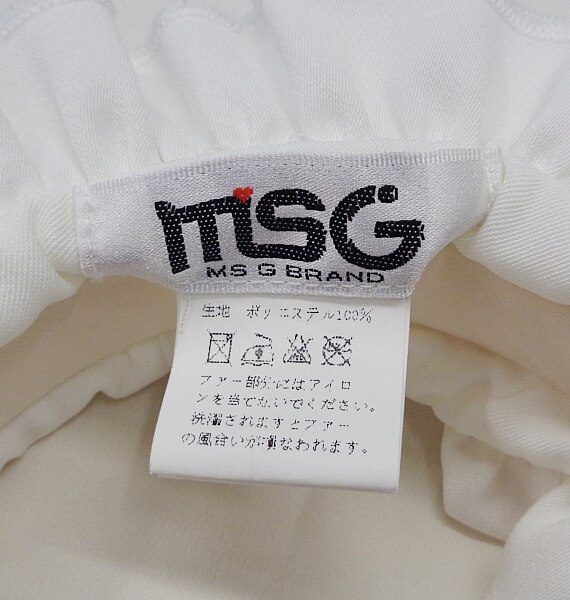 MSG
MS G BRAND
生地 ポリエステル100%
ファー部分にはアイロ
ンを当てないでください。
洗濯されますとファー
の風合いが損なわれます。